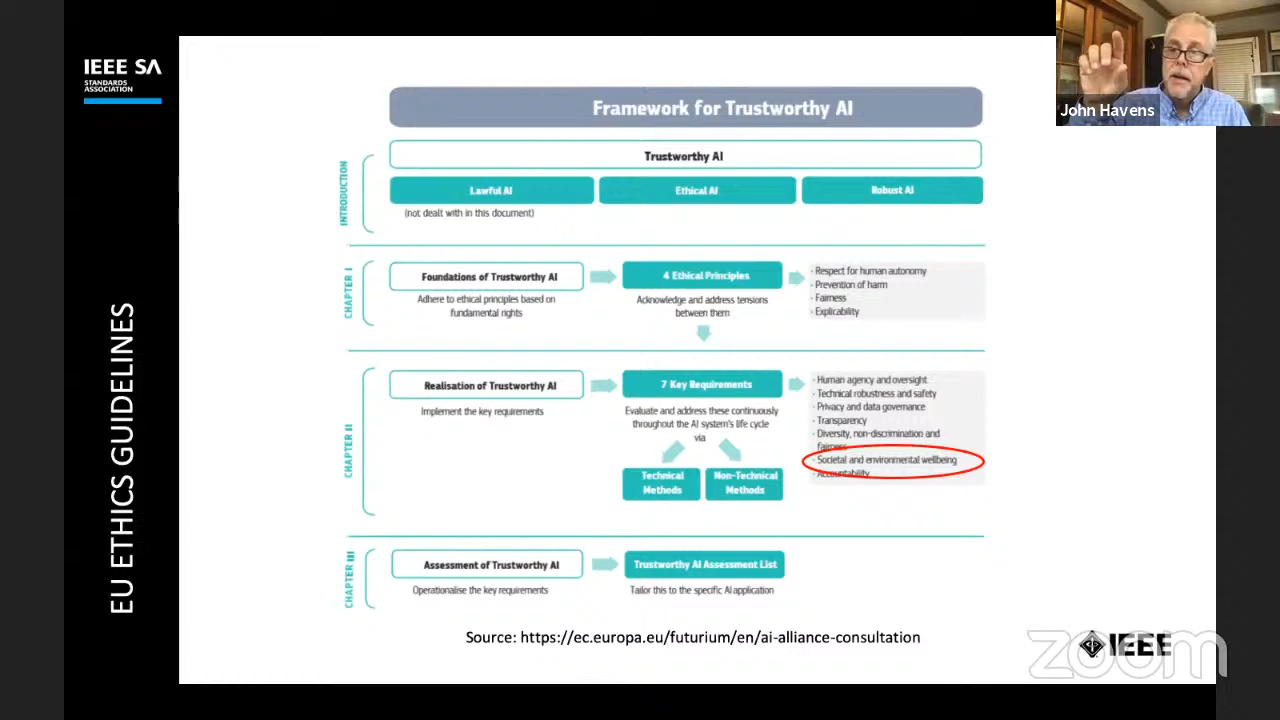 IEEE SA
STANDARDS
ASSOCIATION
EU ETHICS GUIDELINES
John Havens
Framework for Trustworthy AI
INTRODUCTION
Trustworthy AI
Lawful AI
Ethical AI
Robust AI
(not dealt with in this document)
CHAPTER I
Foundations of Trustworthy AI
Adhere to ethical principles based on
fundamental rights
4 Ethical Principles
Acknowledge and address tensions
between them
· Respect for human autonomy
· Prevention of harm
· Fairness
· Explicability
CHAPTER II
Realisation of Trustworthy AI
Implement the key requirements
7 Key Requirements
Evaluate and address these continuously
throughout the AI system's life cycle
via
Technical
Methods
Non-Technical
Methods
· Human agency and oversight
· Technical robustness and safety
· Privacy and data governance
· Transparency
· Diversity, non-discrimination and
fairness
· Societal and environmental wellbeing
· Accountability
CHAPTER III
Assessment of Trustworthy AI
Operationalise the key requirements
Trustworthy AI Assessment List
Tailor this to the specific AI application
Source: https://ec.europa.eu/futurium/en/ai-alliance-consultation
IEEE
zoom